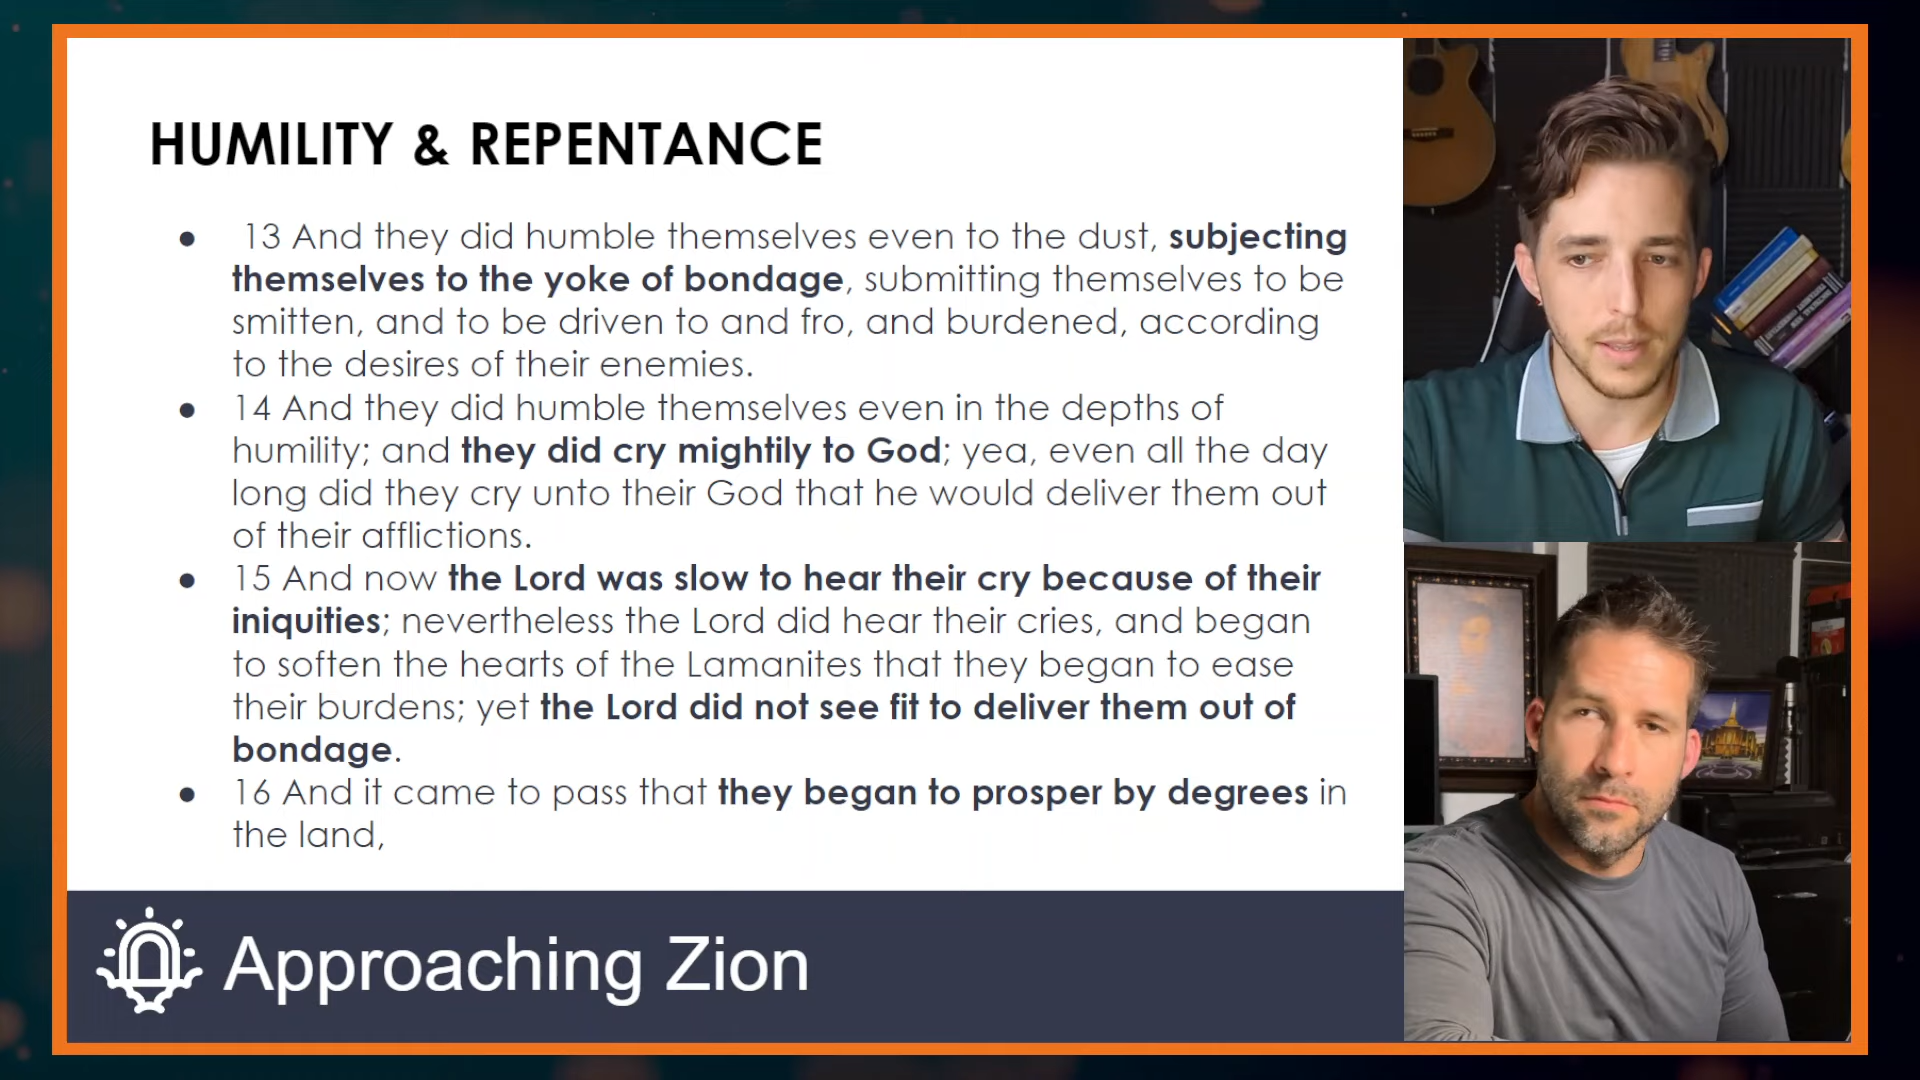 HUMILITY & REPENTANCE
● 13 And they did humble themselves even to the dust, subjecting
themselves to the yoke of bondage, submitting themselves to be
smitten, and to be driven to and fro, and burdened, according
to the desires of their enemies.
● 14 And they did humble themselves even in the depths of
humility; and they did cry mightily to God; yea, even all the day
long did they cry unto their God that he would deliver them out
of their afflictions.
● 15 And now the Lord was slow to hear their cry because of their
iniquities; nevertheless the Lord did hear their cries, and began
to soften the hearts of the Lamanites that they began to ease
their burdens; yet the Lord did not see fit to deliver them out of
bondage.
● 16 And it came to pass that they began to prosper by degrees in
the land,
Approaching Zion